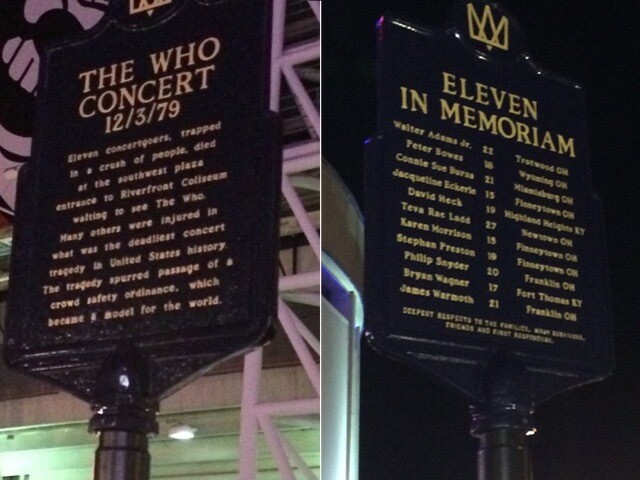 THE WHO
CONCERT
12/3/79
Eleven concertgoers, trapped
in a crush of people, died
at the southwest plaza
entrance to Riverfront Coliseum
waiting to see The Who.
Many others were injured in
what was the deadliest concert
tragedy in United States history.
The tragedy spurred passage of a
crowd safety ordinance, which
became a model for the world.
ELEVEN
IN MEMORIAM
Walter Adams Jr. 22 Trotwood OH
Peter Bowes 18 Wyoming OH
Connie Sue Burns 21 Miamisburg OH
Jacqueline Eckerle 15 Finneytown OH
David Heck 19 Highland Heights KY
Teva Rae Ladd 27 Newtown OH
Karen Morrison 15 Finneytown OH
Stephan Preston 19 Finneytown OH
Philip Snyder 20 Franklin OH
Bryan Wagner 17 Fort Thomas KY
James Warmoth 21 Franklin OH
DEEPEST RESPECTS TO THE FAMILIES, MANY SURVIVORS,
FRIENDS AND FIRST RESPONDERS.